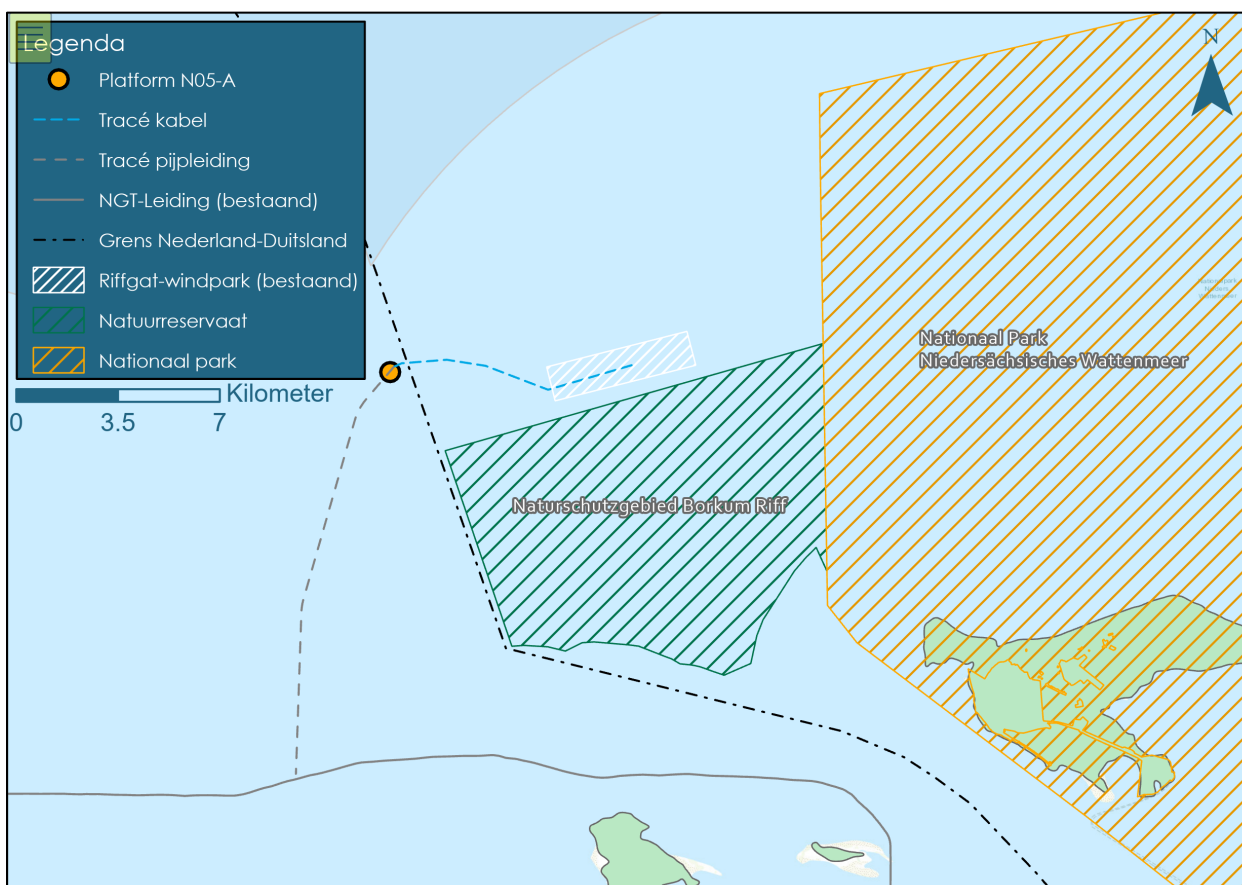 Legenda
Platform N05-A
Tracé kabel
Tracé pijpleiding
NGT-Leiding (bestaand)
Grens Nederland-Duitsland
Riffgat-windpark (bestaand)
Natuurreservaat
Nationaal park
Kilometer
0 3.5 7
N
Nationaal Park
Niedersächsisches Wattenmeer
Naturschutzgebied Borkum Riff